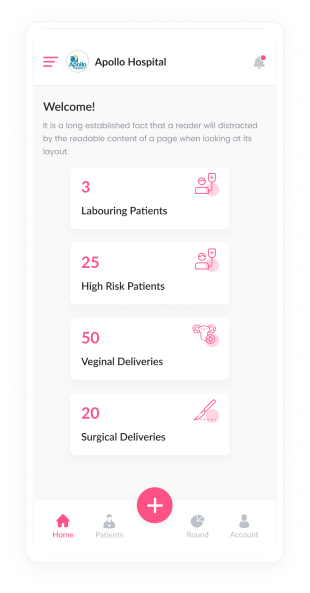 Apollo
Apollo Hospital
Welcome!
It is a long established fact that a reader will distracted
by the readable content of a page when looking at its
layout.
3
Labouring Patients
25
High Risk Patients
50
Veginal Deliveries
20
Surgical Deliveries
Home
Patients
Round
Account